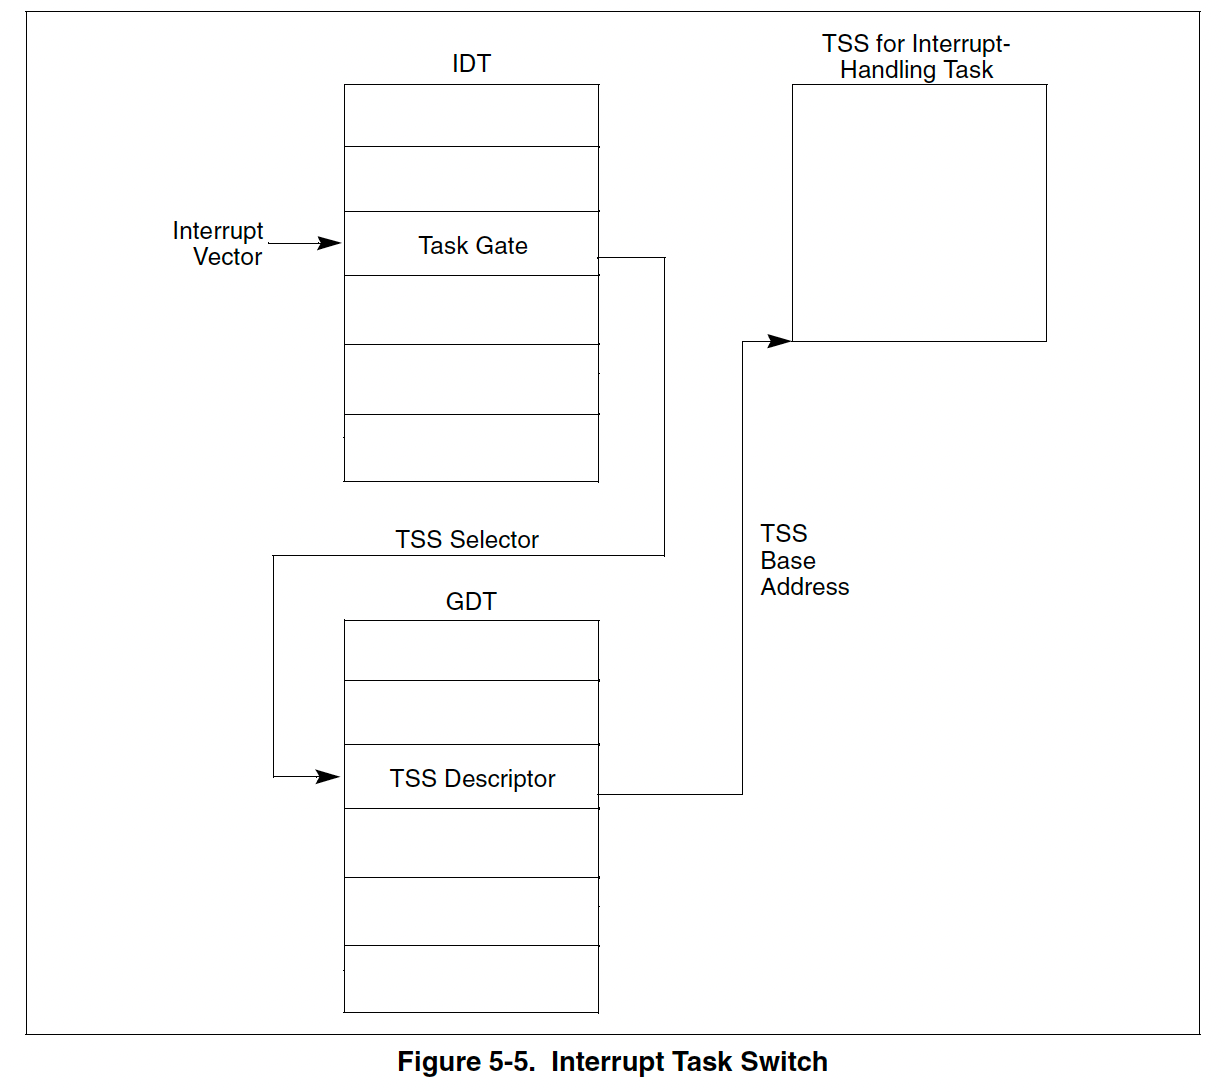 IDT
TSS for Interrupt-
Handling Task
Interrupt
Vector
Task Gate
TSS Selector
TSS
Base
Address
GDT
TSS Descriptor
Figure 5-5. Interrupt Task Switch